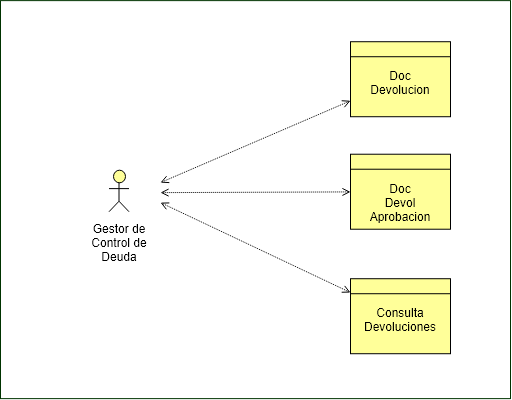 Doc
Devolucion
Doc
Devol
Aprobacion
Gestor de
Control de
Deuda
Consulta
Devoluciones